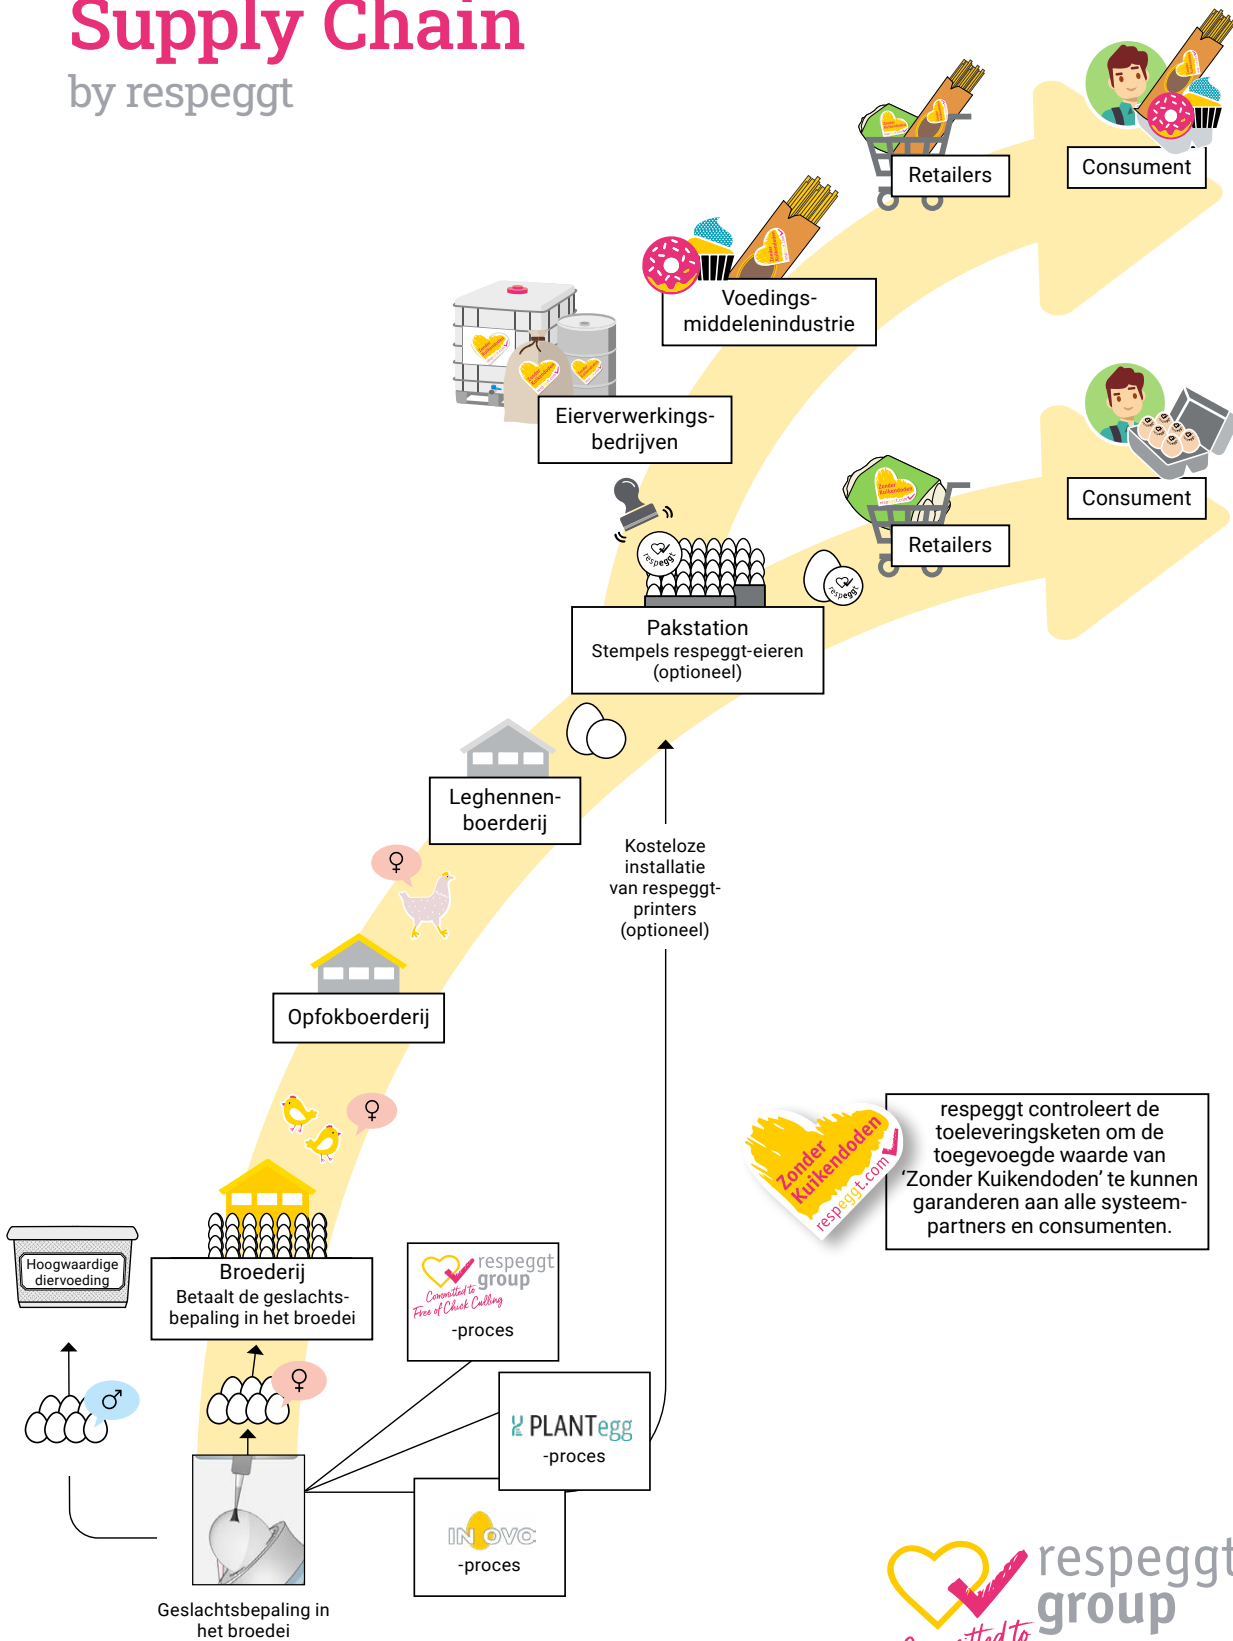 Supply Chain
by respeggt
Consument
Retailers
Voedings-
middelenindustrie
Eierverwerkings-
bedrijven
Consument
Retailers
respeggt
respeggt
Pakstation
Stempels respeggt-eieren
(optioneel)
Leghennen-
boerderij
Kosteloze
installatie
van respeggt-
printers
(optioneel)
♀
Opfokboerderij
♀
Zonder
Kuikendoden
respeggt.com
respeggt controleert de
toeleveringsketen om de
toegevoegde waarde van
‘Zonder Kuikendoden’ te kunnen
garanderen aan alle systeem-
partners en consumenten.
Hoogwaardige
diervoeding
Broederij
Betaalt de geslachts-
bepaling in het broedei
respeggt
group
Committed to
Free of Chick Culling
-proces
♂
♀
PLANTegg
-proces
IN OVO
-proces
Geslachtsbepaling in
het broedei
respeggt
group
Committed to